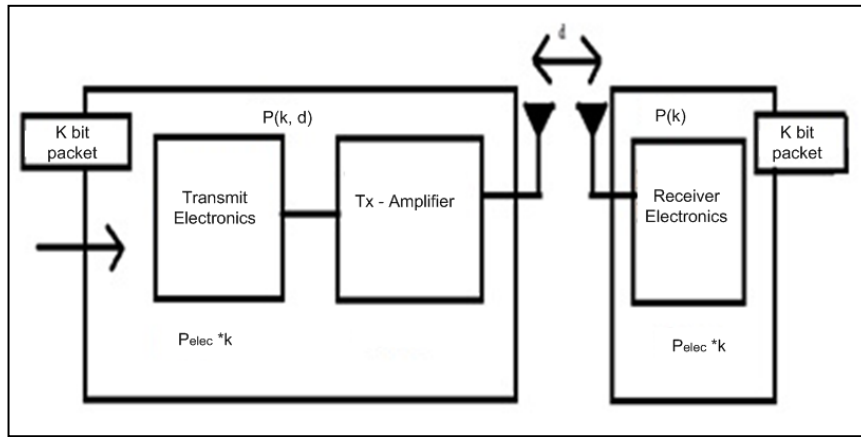 d
P(k, d)
P(k)
K bit
packet
K bit
packet
Transmit
Electronics
Tx - Amplifier
Receiver
Electronics
Pelec *k
Pelec *k